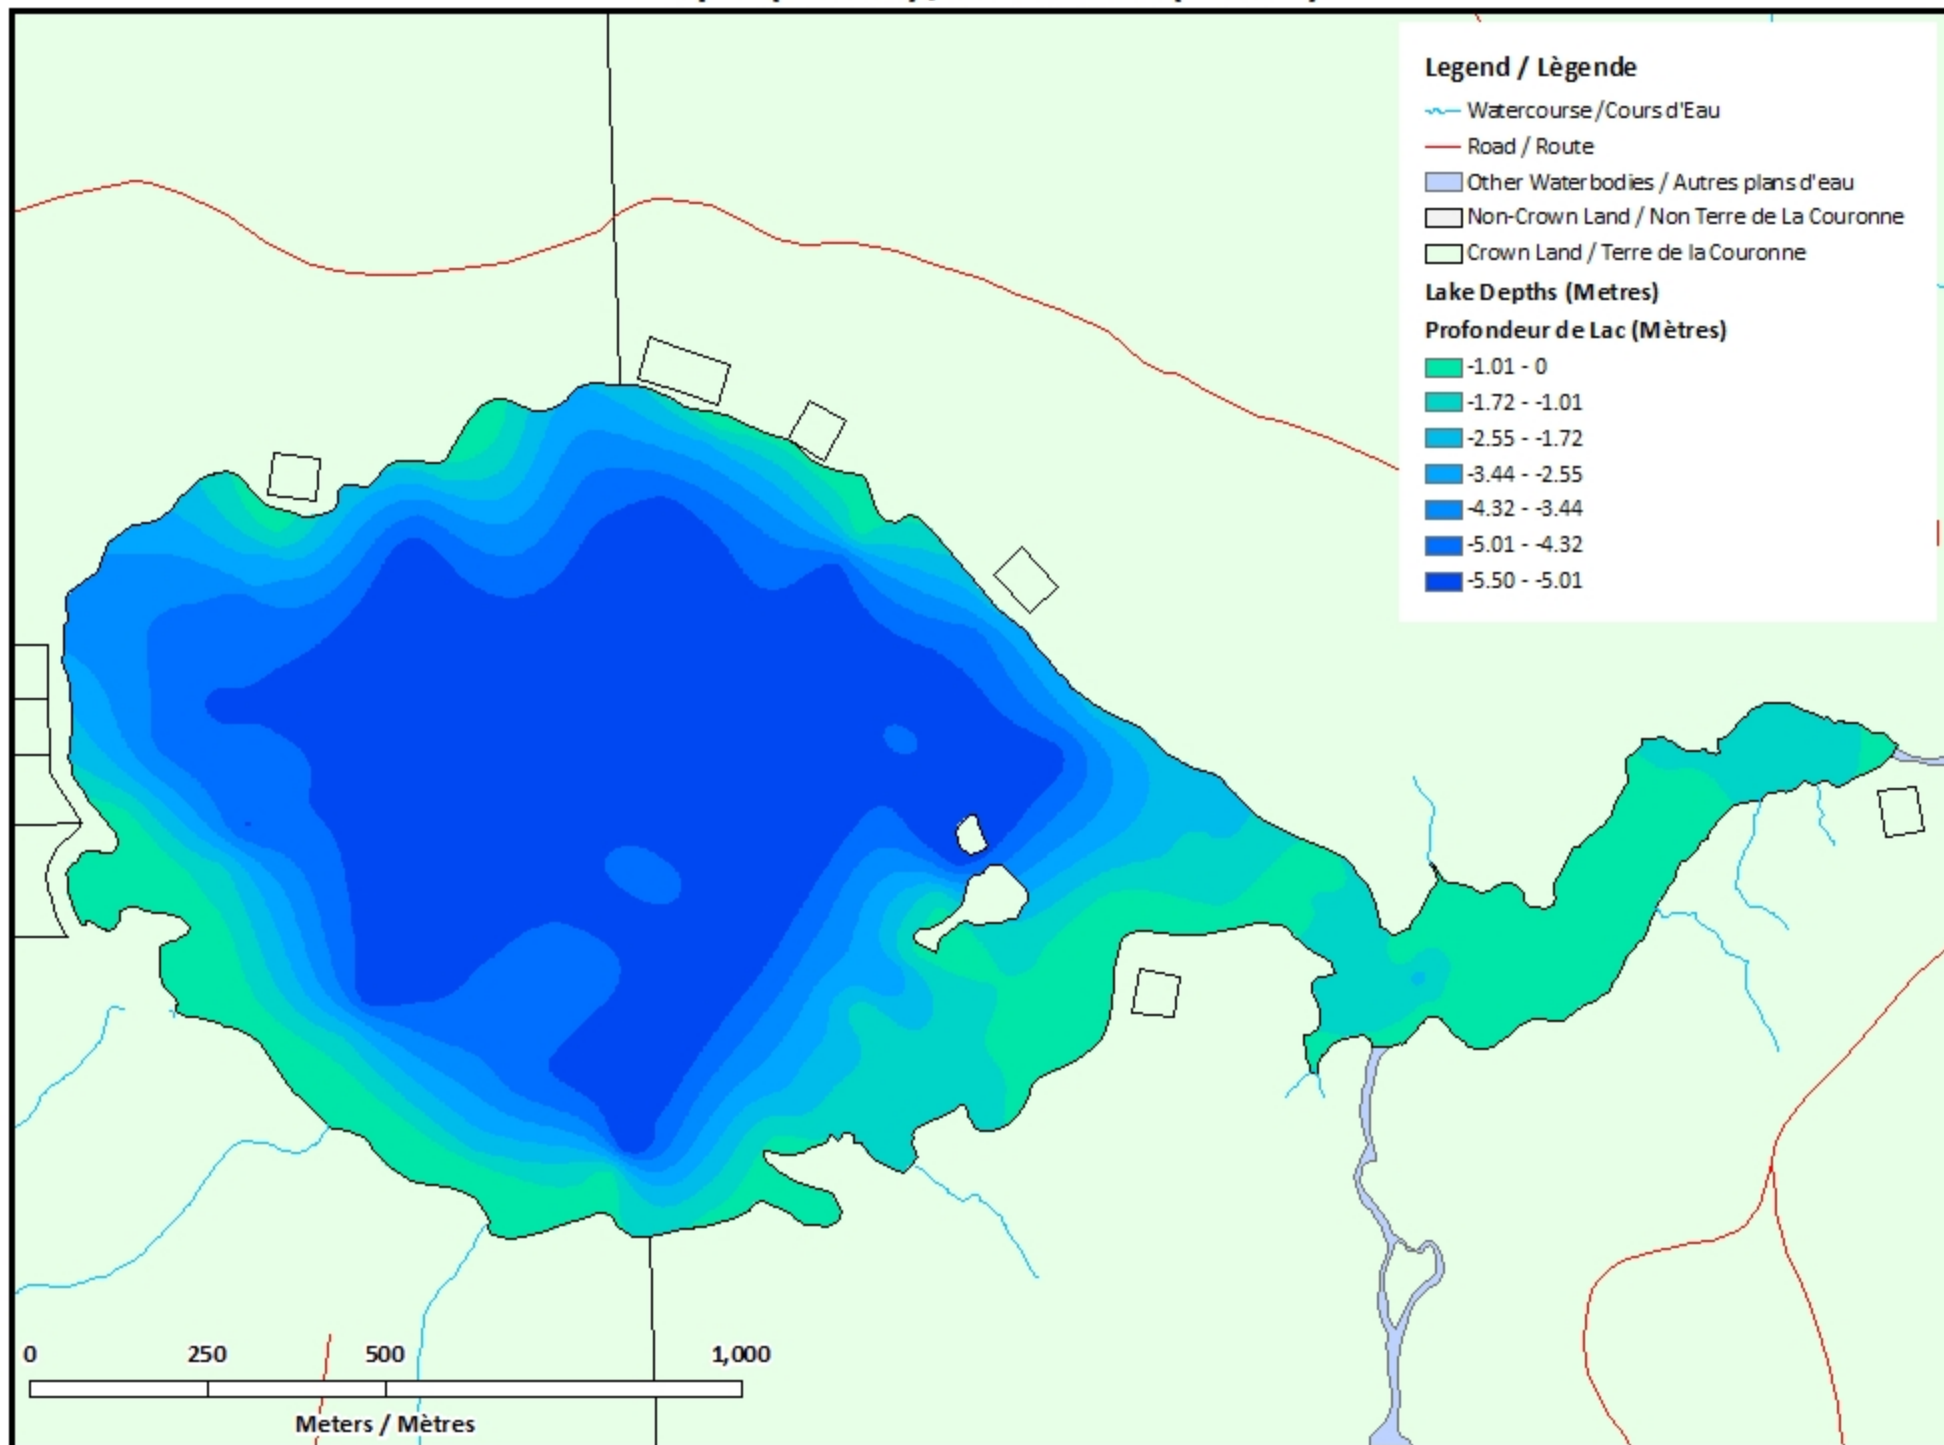 Legend / Lègende
Watercourse/Cours d'Eau
Road / Route
Other Waterbodies / Autres plans d'eau
Non-Crown Land / Non Terre de La Couronne
Crown Land / Terre de la Couronne
Lake Depths (Metres)
Profondeur de Lac (Mètres)
-1.01 - 0
-1.72 - -1.01
-2.55 - -1.72
-3.44 - -2.55
-4.32 - -3.44
-5.01 - -4.32
-5.50 - -5.01
0 250 500 1,000
Meters / Mètres